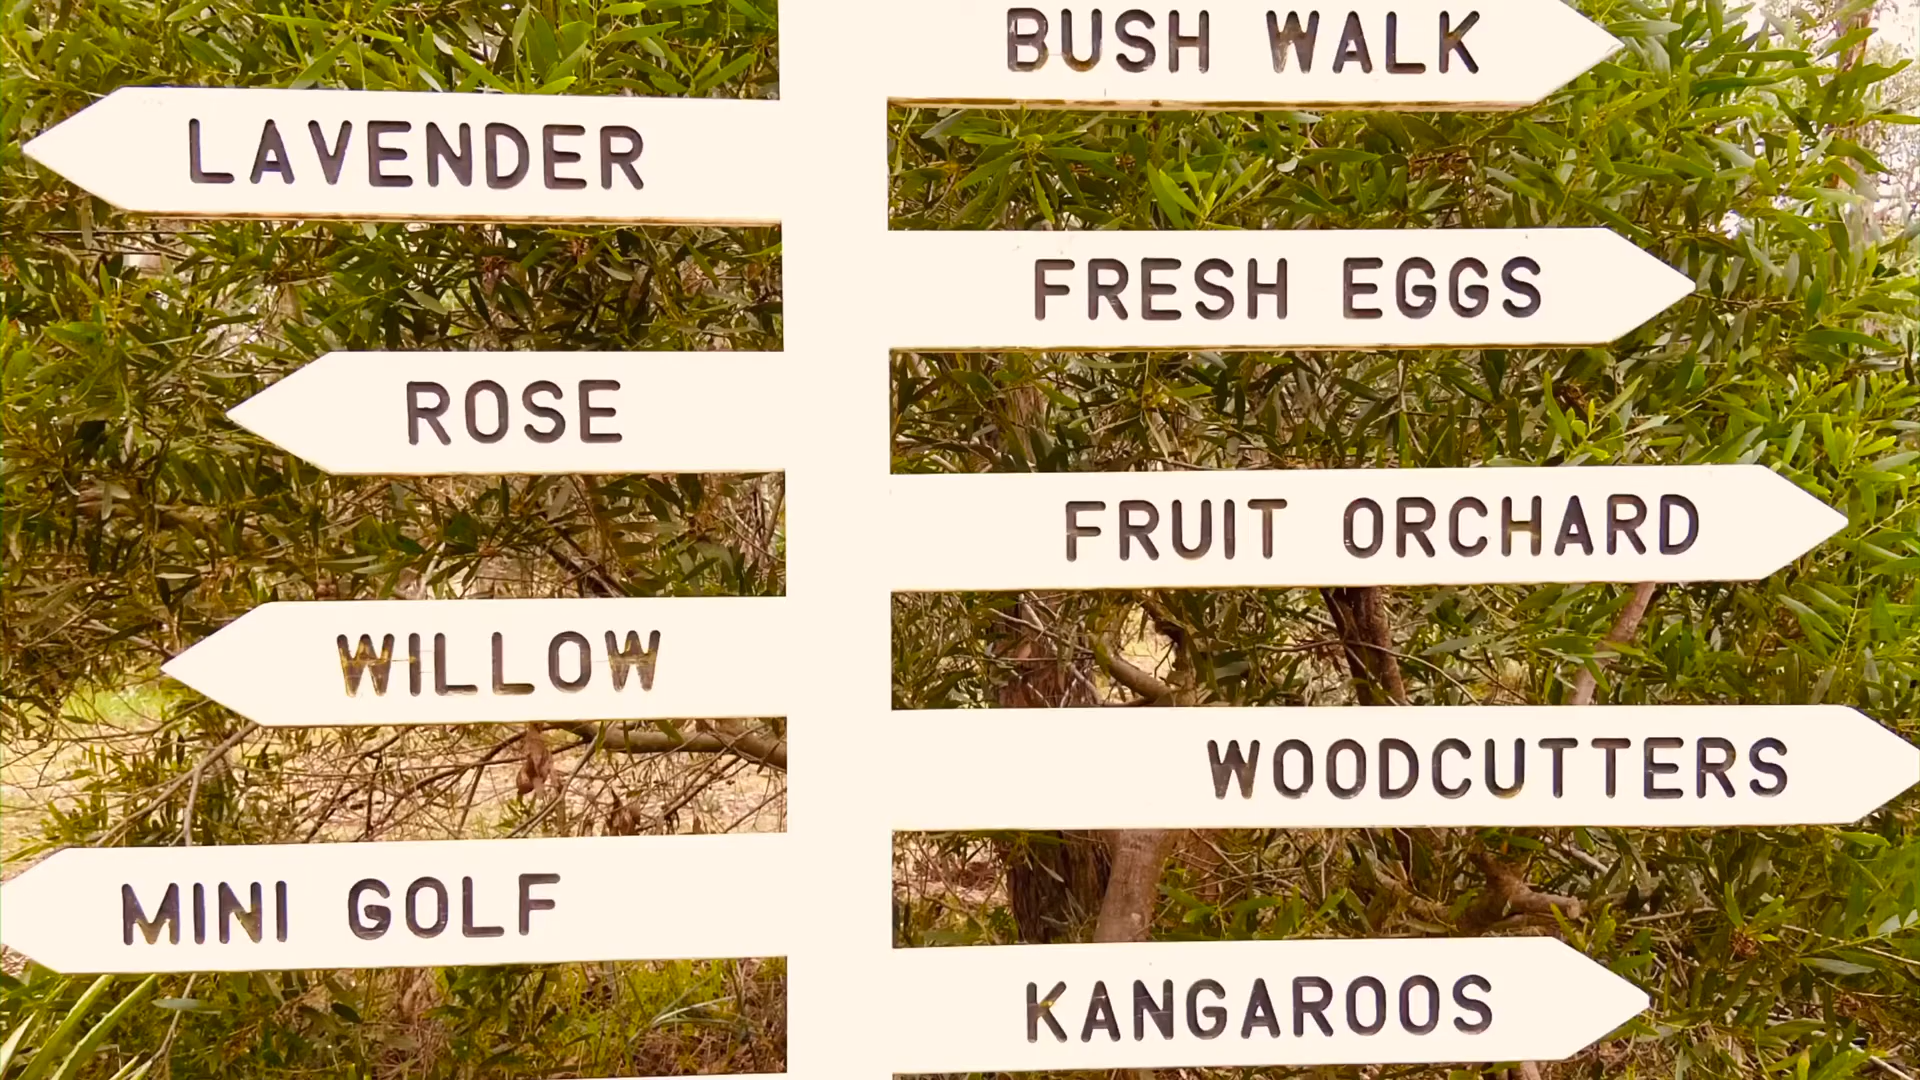 BUSH WALK
LAVENDER
FRESH EGGS
ROSE
FRUIT ORCHARD
WILLOW
WOODCUTTERS
MINI GOLF
KANGAROOS